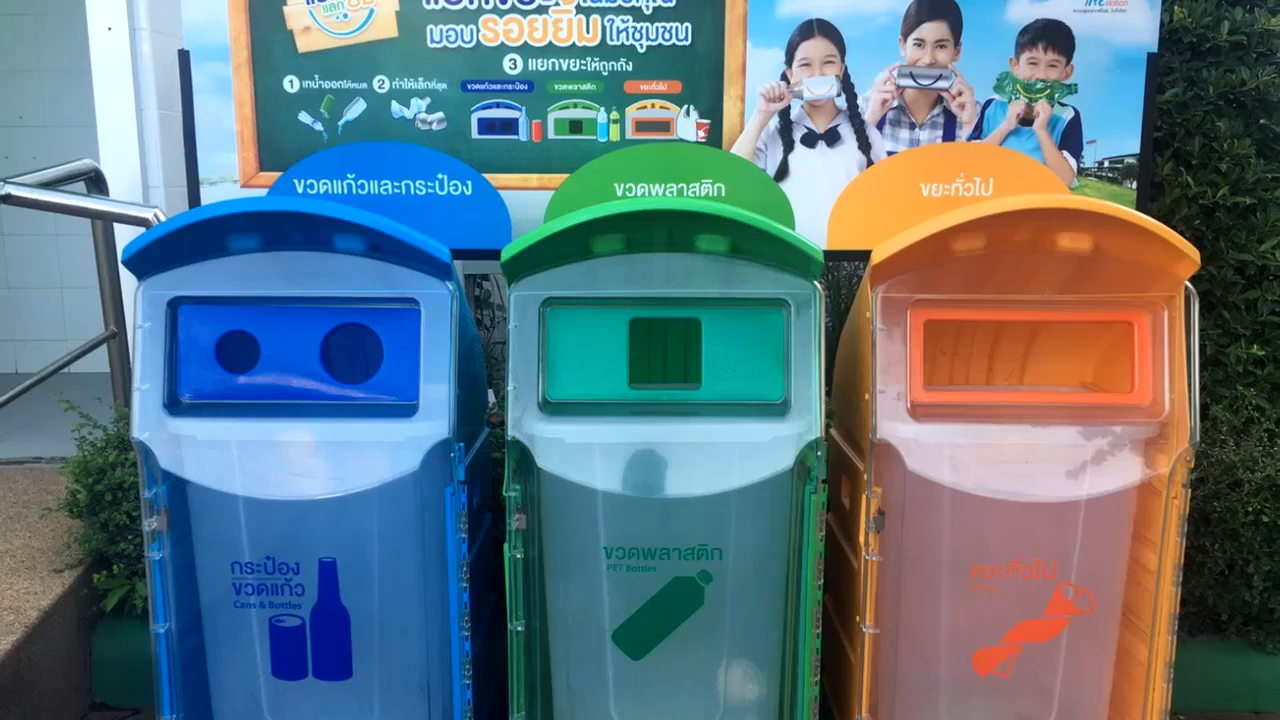 แลกยิ้ม
มอบรอยยิ้มให้ชุมชน
3 แยกขยะให้ถูกถัง
1 เทน้ำออกให้หมด 2 ทำให้เล็กที่สุด
ขวดแก้วและกระป๋อง ขวดพลาสติก ขยะทั่วไป
station
ขวดแก้วและกระป๋อง
ขวดพลาสติก
ขยะทั่วไป
กระป๋อง
ขวดแก้ว
Cans & Bottles
ขวดพลาสติก
PET Bottles
ขยะทั่วไป